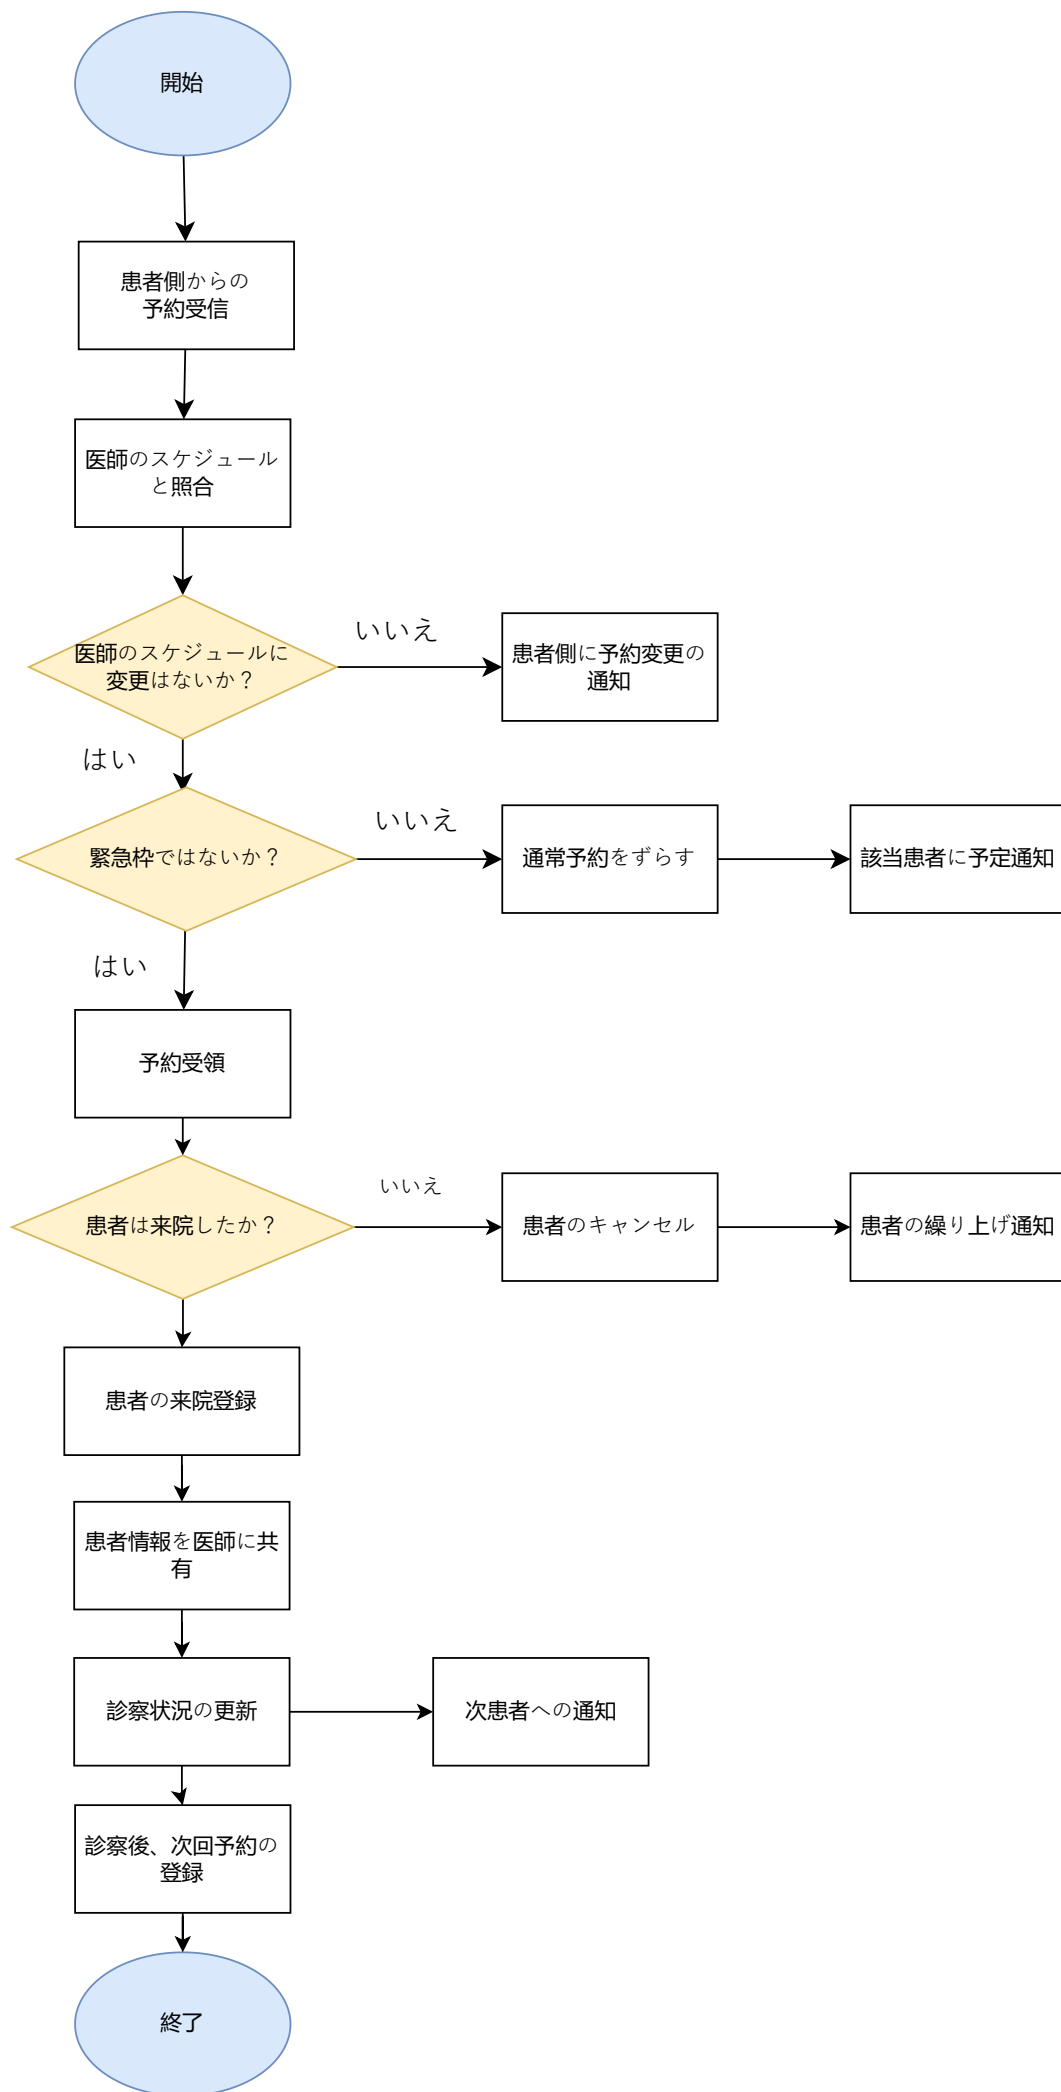 開始
患者側からの
予約受信
医師のスケジュール
と照合
医師のスケジュールに
変更はないか？
いいえ
患者側に予約変更の
通知
はい
緊急枠ではないか？
いいえ
通常予約をずらす
該当患者に予定通知
はい
予約受領
患者は来院したか？
いいえ
患者のキャンセル
患者の繰り上げ通知
患者の来院登録
患者情報を医師に共
有
診察状況の更新
次患者への通知
診察後、次回予約の
登録
終了